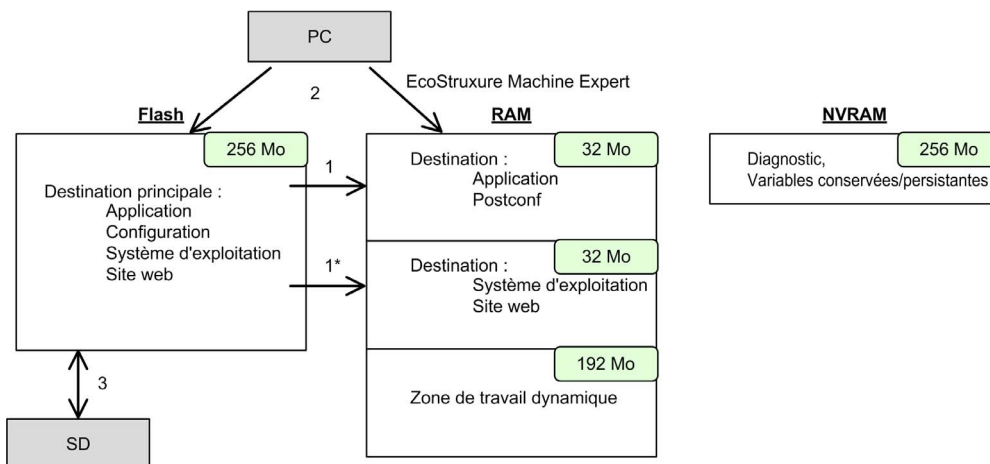 PC
2
EcoStruxure Machine Expert
Flash
256 Mo
Destination principale :
Application
Configuration
Système d'exploitation
Site web
1
1*
3
SD
RAM
32 Mo
Destination :
Application
Postconf
32 Mo
Destination :
Système d'exploitation
Site web
192 Mo
Zone de travail dynamique
NVRAM
256 Mo
Diagnostic,
Variables conservées/persistantes